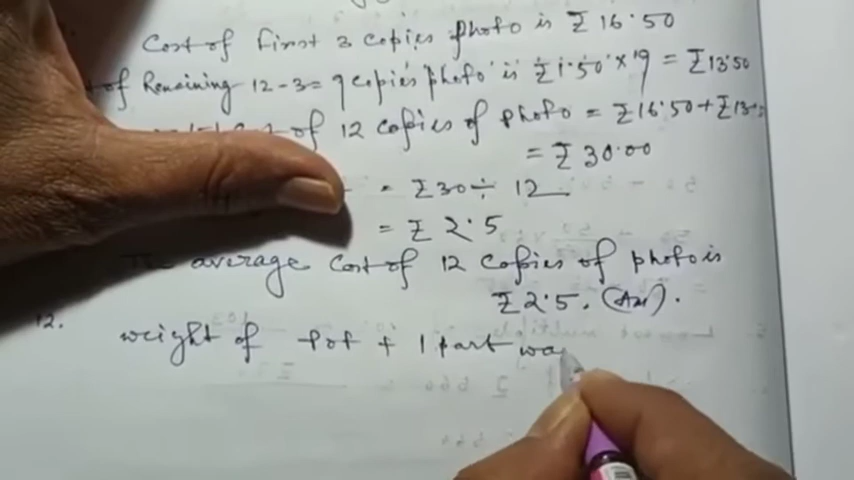 Cost of first 3 copies photo is ₹ 16.50
of Remaining 12-3= 9 copies photo is ₹ 1.50 × 9 = ₹13.50
of 12 copies of photo = ₹16.50 + ₹13.
= ₹ 30.00
= ₹30 ÷ 12
= ₹ 2.5
The average cost of 12 copies of photo is
₹2.5. (Ans).
12. weight of pot + 1 part wa